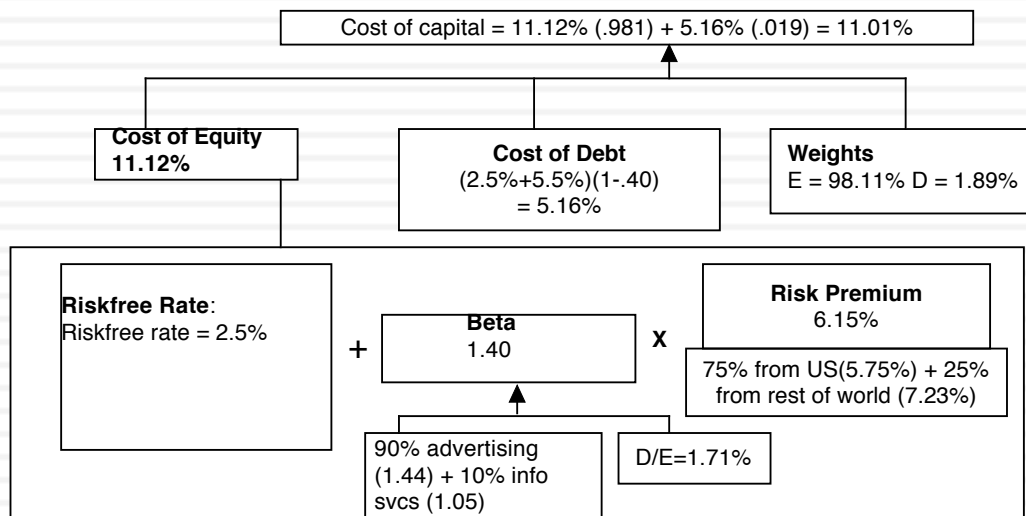 Cost of capital = 11.12% (.981) + 5.16% (.019) = 11.01%
Cost of Equity
11.12%
Cost of Debt
(2.5%+5.5%)(1-.40)
= 5.16%
Weights
E = 98.11% D = 1.89%
Riskfree Rate:
Riskfree rate = 2.5%
+
Beta
1.40
X
Risk Premium
6.15%
75% from US(5.75%) + 25%
from rest of world (7.23%)
90% advertising
(1.44) + 10% info
svcs (1.05)
D/E=1.71%